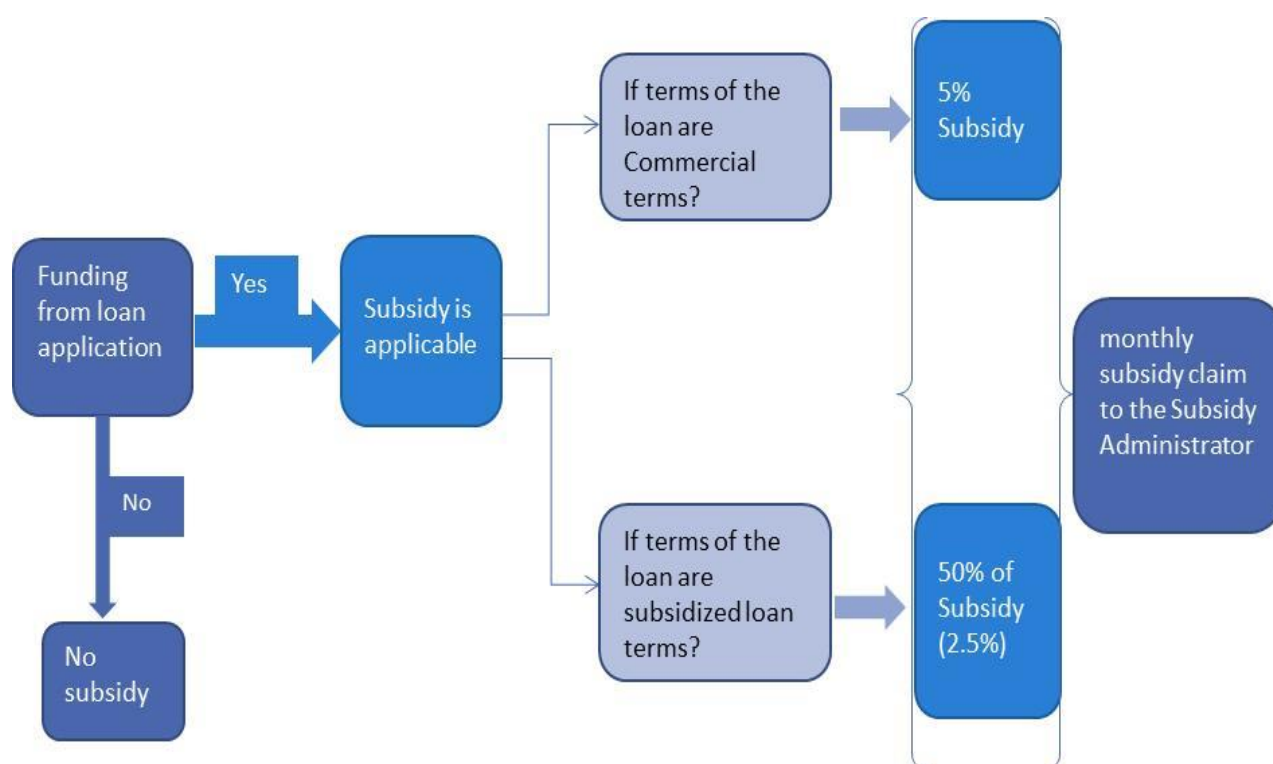 Funding
from loan
application
Yes
No
No
subsidy
Subsidy is
applicable
If terms of the
loan are
Commercial
terms?
5%
Subsidy
If terms of the
loan are
subsidized loan
terms?
50% of
Subsidy
(2.5%)
monthly
subsidy claim
to the Subsidy
Administrator